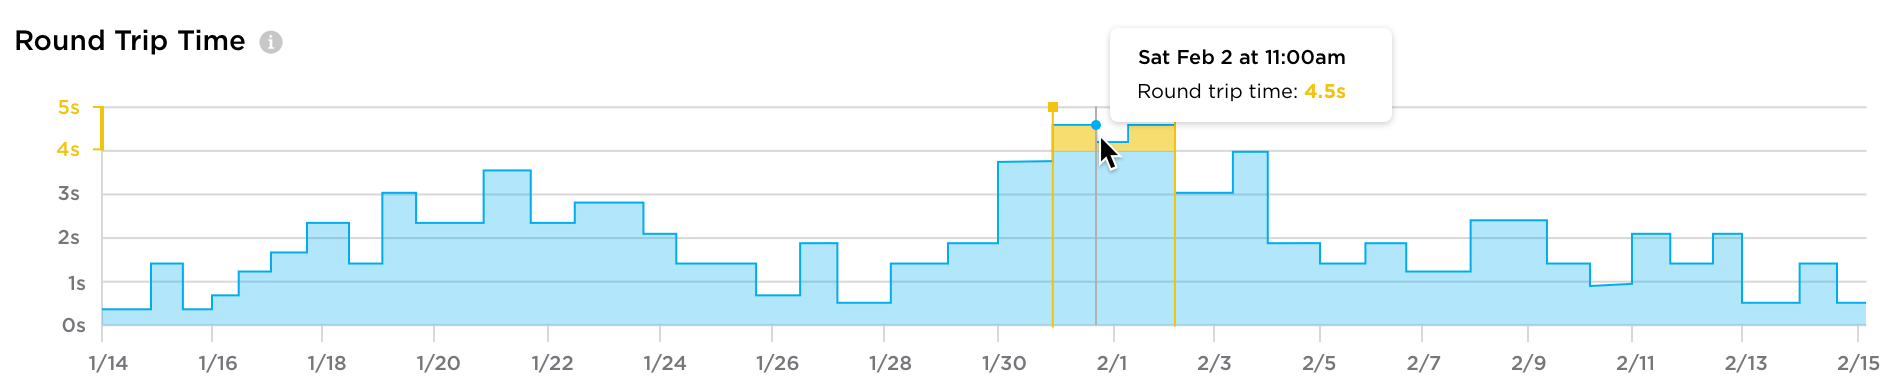 Round Trip Time
Sat Feb 2 at 11:00am
Round trip time: 4.5s
5s
4s
3s
2s
1s
0s
1/14 1/16 1/18 1/20 1/22 1/24 1/26 1/28 1/30 2/1 2/3 2/5 2/7 2/9 2/11 2/13 2/15